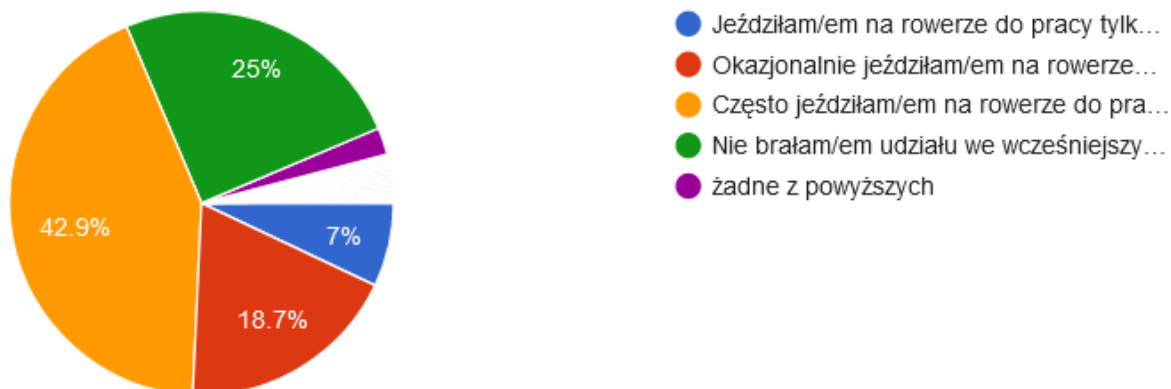 25%
42.9%
7%
18.7%
Jeździłam/em na rowerze do pracy tylk…
Okazjonalnie jeździłam/em na rowerze…
Często jeździłam/em na rowerze do pra…
Nie brałam/em udziału we wcześniejszy…
żadne z powyższych